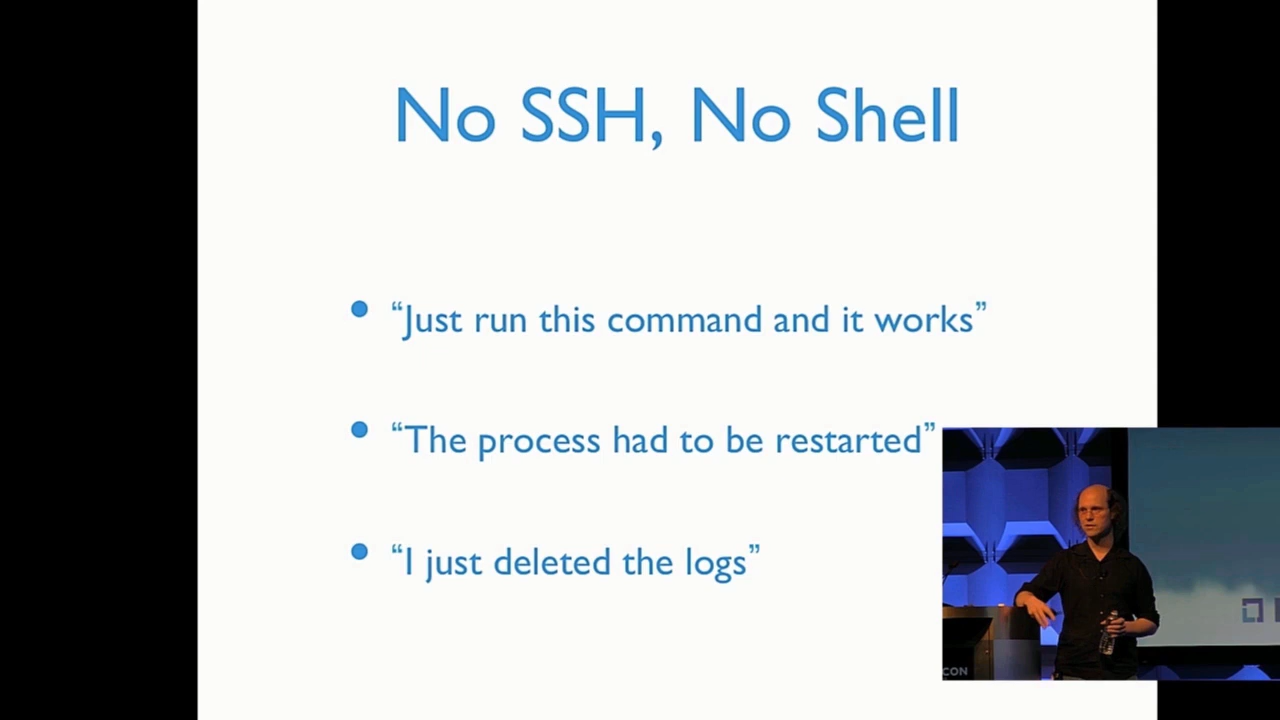 No SSH, No Shell
“Just run this command and it works”
“The process had to be restarted”
“I just deleted the logs”
CON